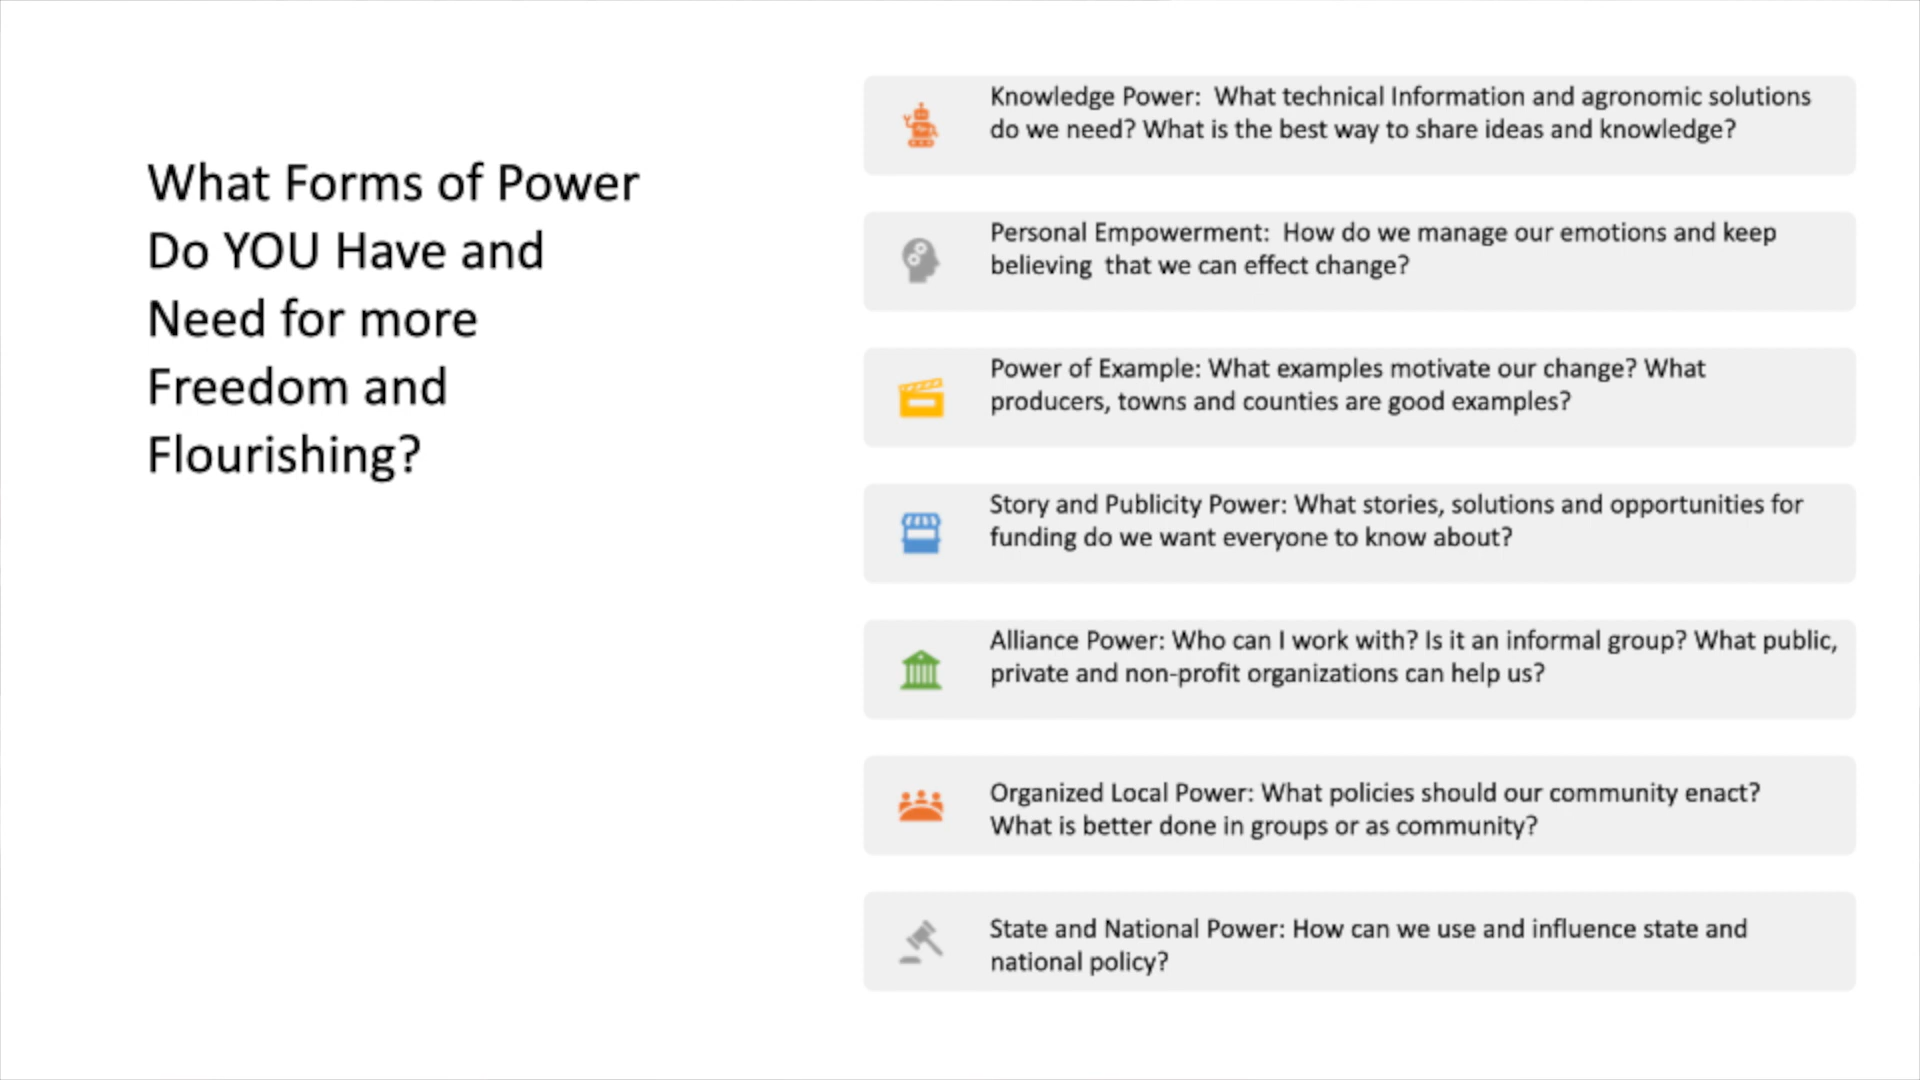 What Forms of Power
Do YOU Have and
Need for more
Freedom and
Flourishing?
Knowledge Power:  What technical Information and agronomic solutions
do we need? What is the best way to share ideas and knowledge?
Personal Empowerment:  How do we manage our emotions and keep
believing  that we can effect change?
Power of Example: What examples motivate our change? What
producers, towns and counties are good examples?
Story and Publicity Power: What stories, solutions and opportunities for
funding do we want everyone to know about?
Alliance Power: Who can I work with? Is it an informal group? What public,
private and non-profit organizations can help us?
Organized Local Power: What policies should our community enact?
What is better done in groups or as community?
State and National Power: How can we use and influence state and
national policy?